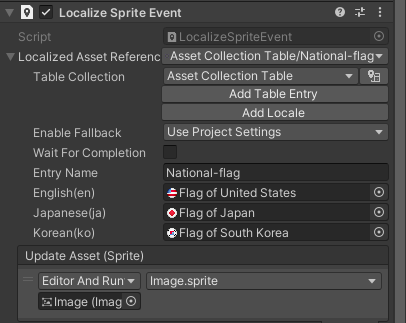 Localize Sprite Event
Script LocalizeSpriteEvent
Localized Asset Referenc Asset Collection Table/National-flag
Table Collection Asset Collection Table
Add Table Entry
Add Locale
Enable Fallback Use Project Settings
Wait For Completion
Entry Name National-flag
English(en) Flag of United States
Japanese(ja) Flag of Japan
Korean(ko) Flag of South Korea
Update Asset (Sprite)
Editor And Run Image.sprite
Image (Imag